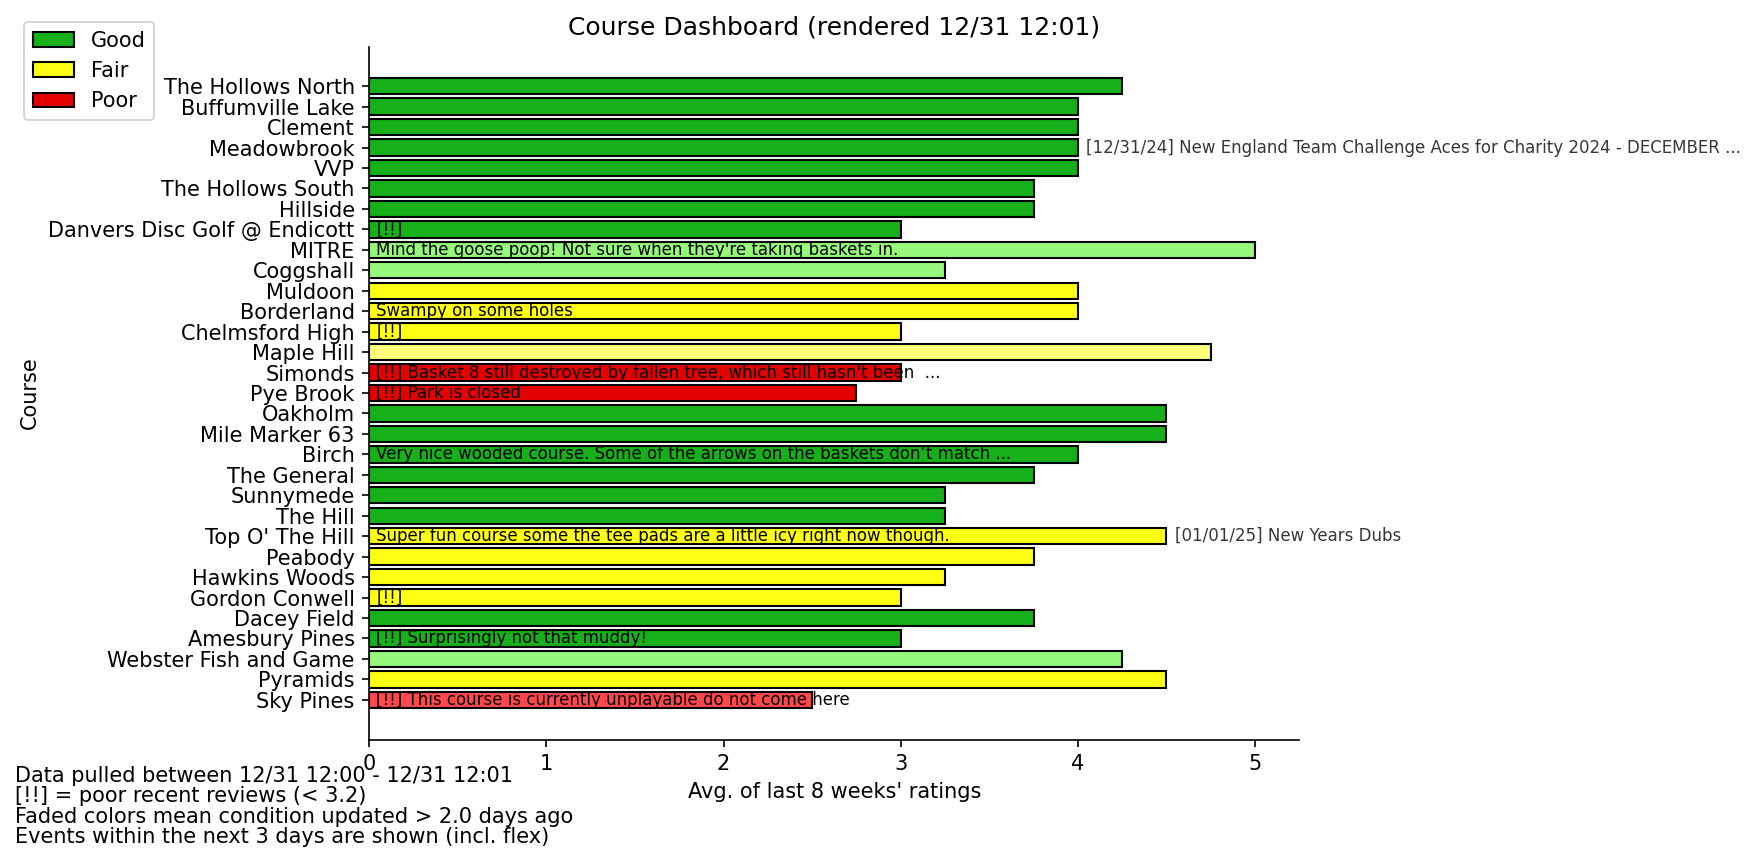 Course Dashboard (rendered 12/31 12:01)
Good
Fair
Poor
The Hollows North
Buffumville Lake
Clement
Meadowbrook [12/31/24] New England Team Challenge Aces for Charity 2024 - DECEMBER ...
VVP
The Hollows South
Hillside
Danvers Disc Golf @ Endicott [!!]
MITRE Mind the goose poop! Not sure when they're taking baskets in.
Coggshall
Muldoon
Borderland Swampy on some holes
Chelmsford High [!!]
Maple Hill
Simonds [!!] Basket 8 still destroyed by fallen tree, which still hasn't been ...
Pye Brook [!!] Park is closed
Oakholm
Mile Marker 63
Birch Very nice wooded course. Some of the arrows on the baskets don’t match ...
The General
Sunnymede
The Hill
Top O' The Hill Super fun course some the tee pads are a little icy right now though. [01/01/25] New Years Dubs
Peabody
Hawkins Woods
Gordon Conwell [!!]
Dacey Field
Amesbury Pines [!!] Surprisingly not that muddy!
Webster Fish and Game
Pyramids
Sky Pines [!!] This course is currently unplayable do not come here
Course
0 1 2 3 4 5
Avg. of last 8 weeks' ratings
Data pulled between 12/31 12:00 - 12/31 12:01
[!!] = poor recent reviews (< 3.2)
Faded colors mean condition updated > 2.0 days ago
Events within the next 3 days are shown (incl. flex)